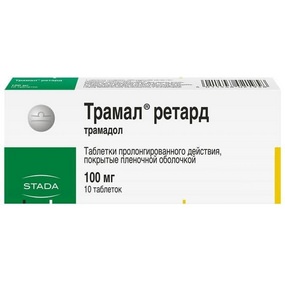 Трамал® ретард
трамадол
Таблетки пролонгированного действия,
покрытые пленочной оболочкой
100 мг
10 таблеток
STADA